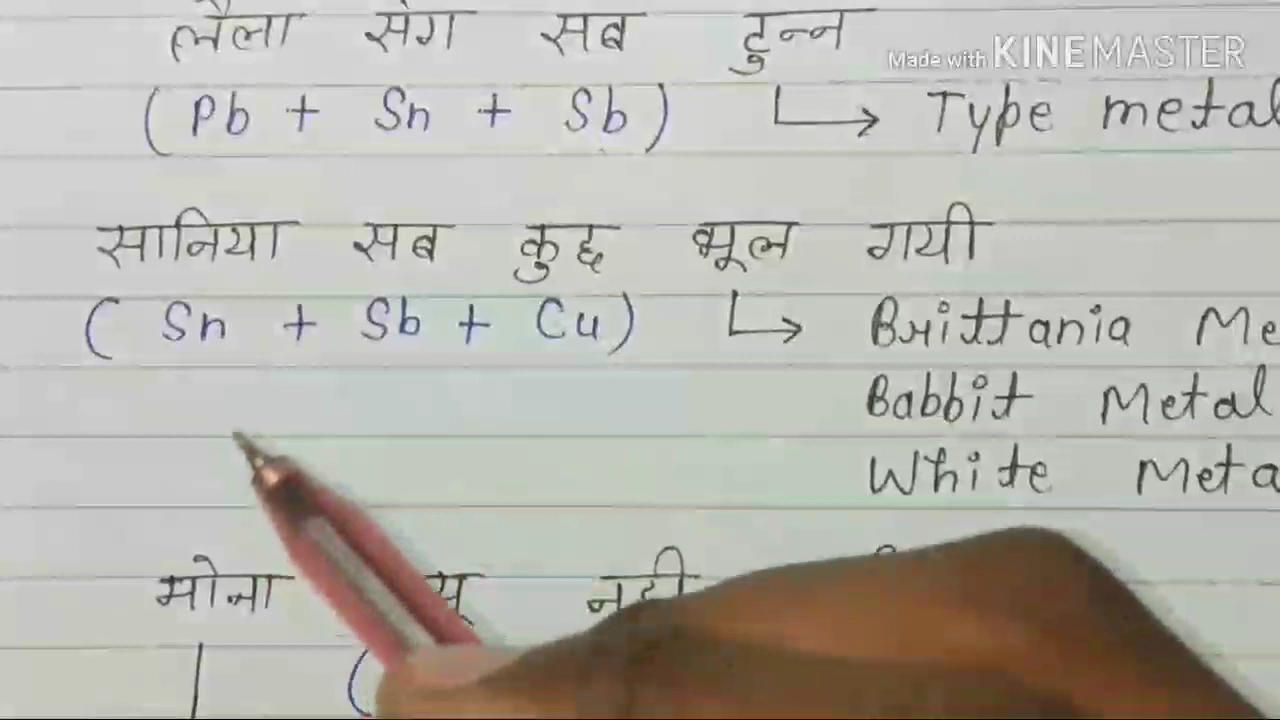 लैला संग सब टुन्न
Made with KINEMASTER
(Pb + Sn + Sb) Type metal
सानिया सब कुछ भूल गयी
(Sn + Sb + Cu) Brittania Me
Babbit Metal
White Meta
मोना नही
(